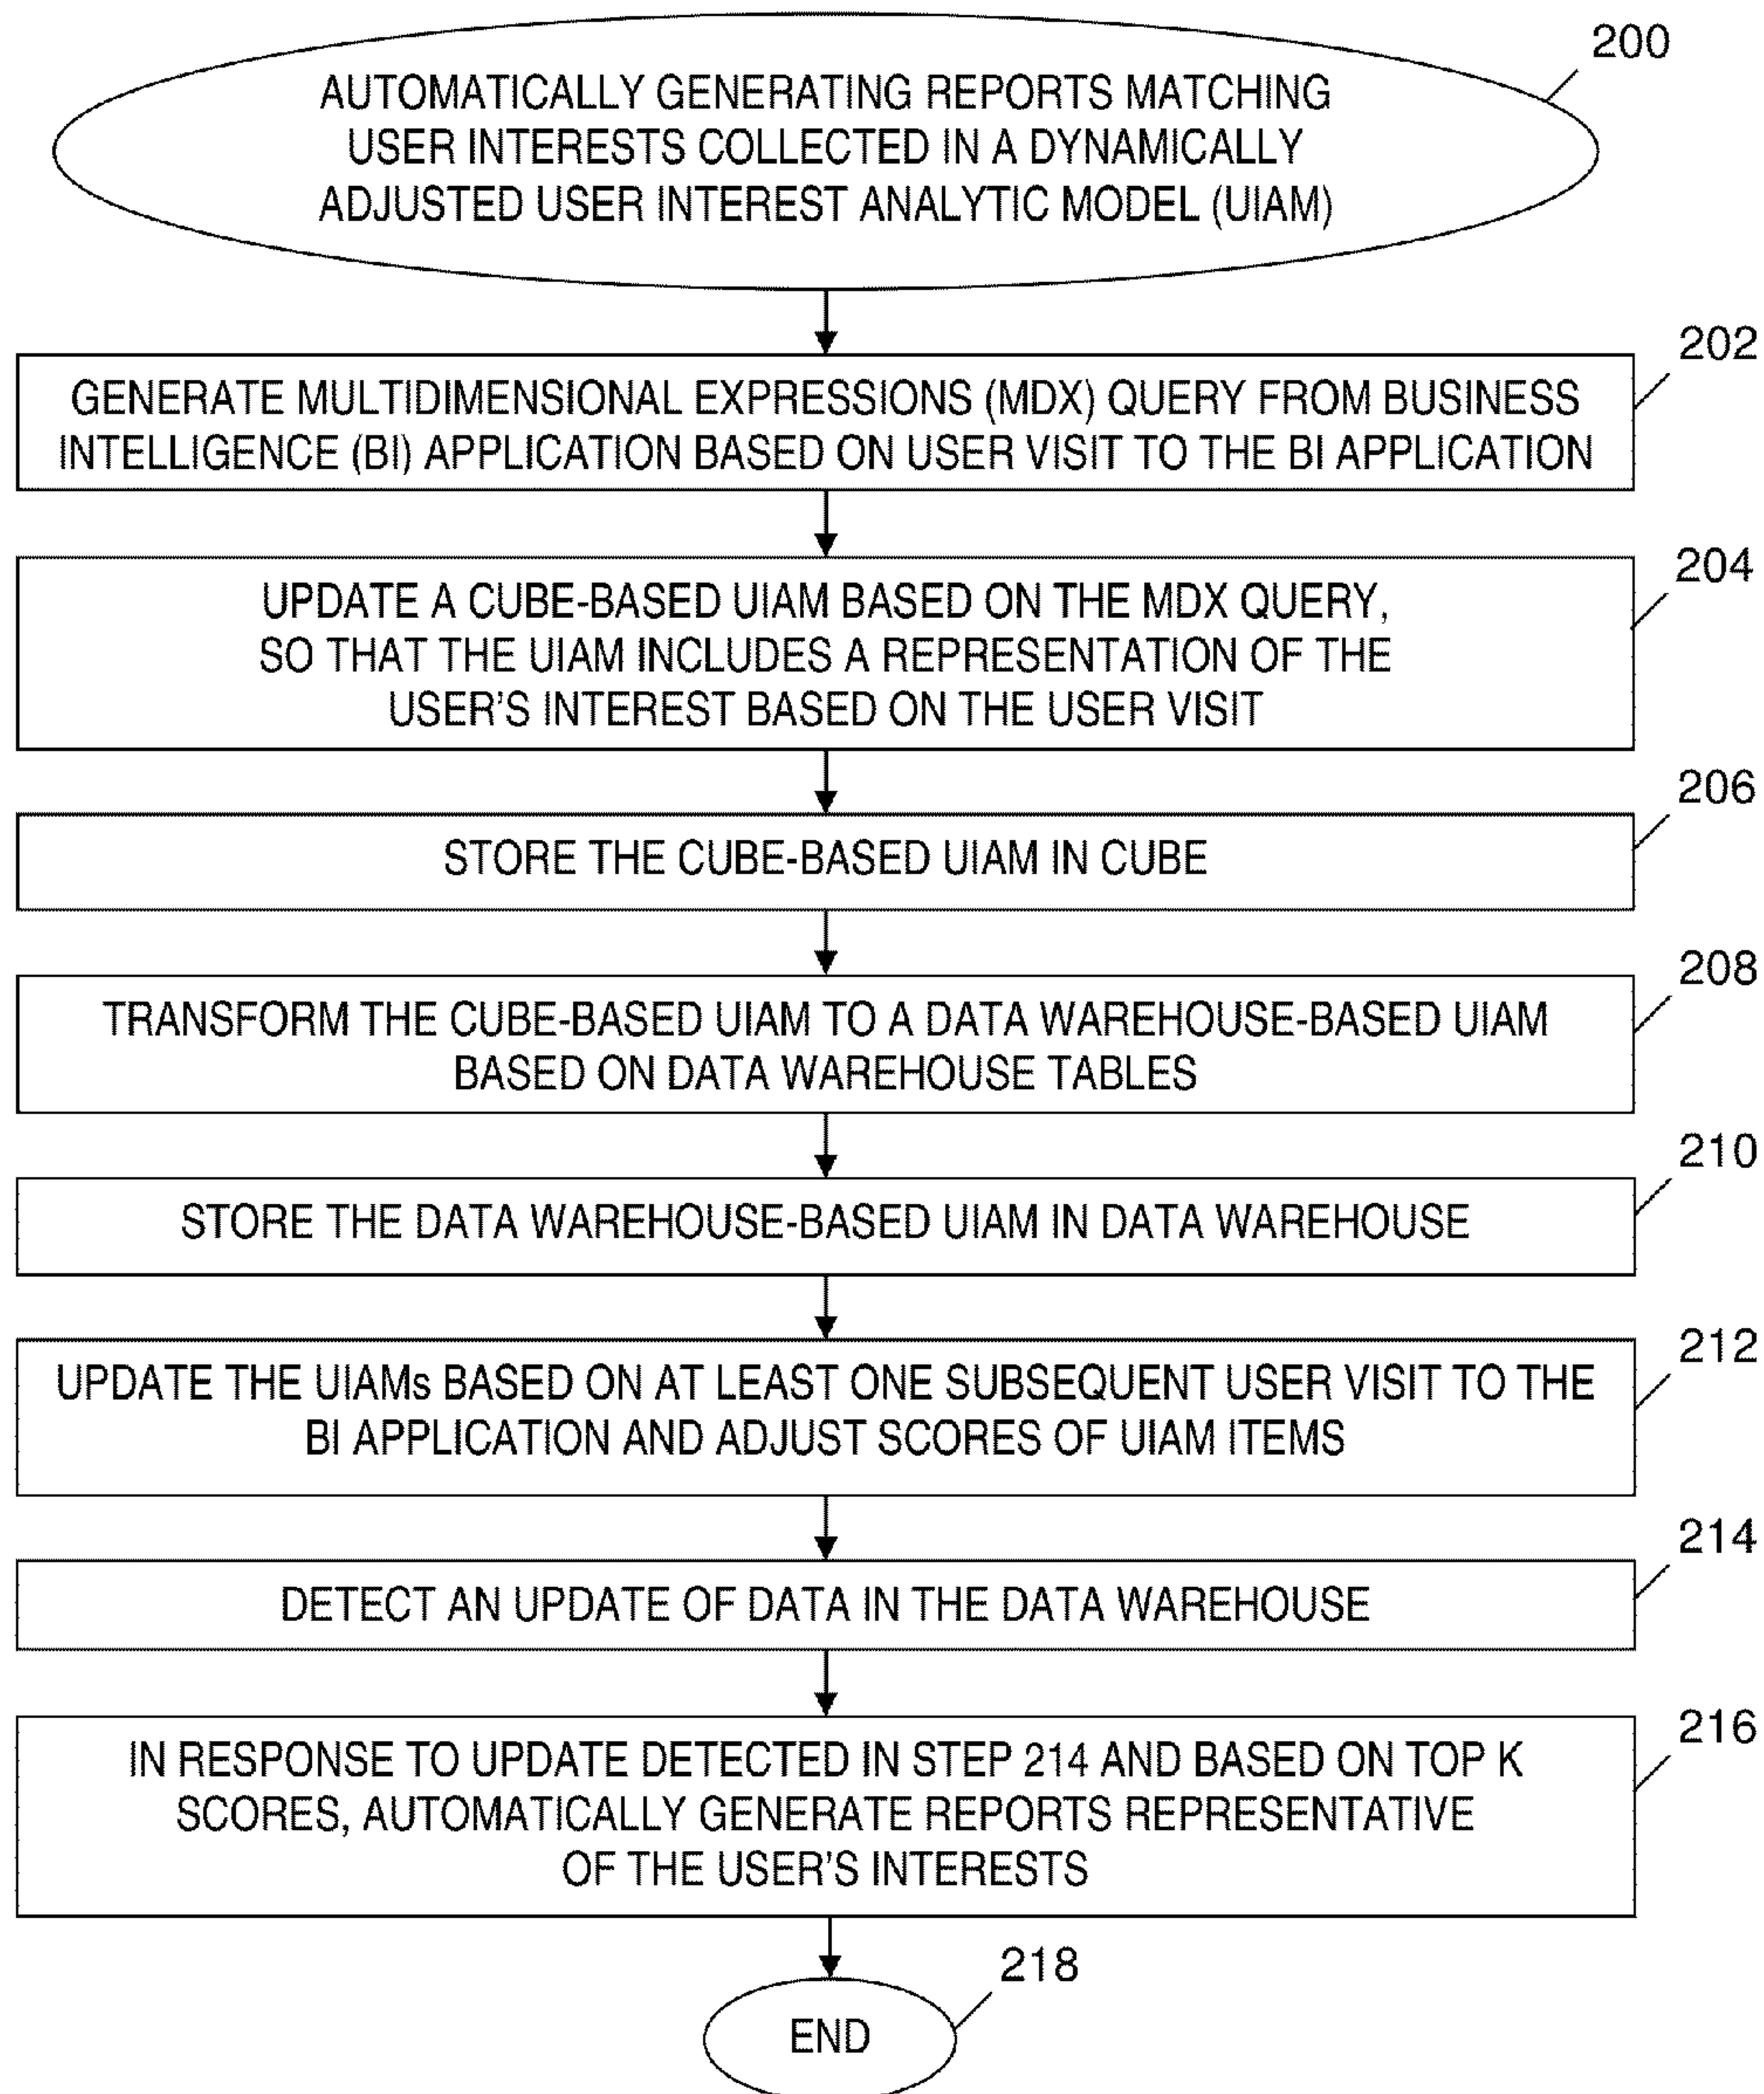 200
AUTOMATICALLY GENERATING REPORTS MATCHING
USER INTERESTS COLLECTED IN A DYNAMICALLY
ADJUSTED USER INTEREST ANALYTIC MODEL (UIAM)
202
GENERATE MULTIDIMENSIONAL EXPRESSIONS (MDX) QUERY FROM BUSINESS
INTELLIGENCE (BI) APPLICATION BASED ON USER VISIT TO THE BI APPLICATION
204
UPDATE A CUBE-BASED UIAM BASED ON THE MDX QUERY,
SO THAT THE UIAM INCLUDES A REPRESENTATION OF THE
USER'S INTEREST BASED ON THE USER VISIT
206
STORE THE CUBE-BASED UIAM IN CUBE
208
TRANSFORM THE CUBE-BASED UIAM TO A DATA WAREHOUSE-BASED UIAM
BASED ON DATA WAREHOUSE TABLES
210
STORE THE DATA WAREHOUSE-BASED UIAM IN DATA WAREHOUSE
212
UPDATE THE UIAMs BASED ON AT LEAST ONE SUBSEQUENT USER VISIT TO THE
BI APPLICATION AND ADJUST SCORES OF UIAM ITEMS
214
DETECT AN UPDATE OF DATA IN THE DATA WAREHOUSE
216
IN RESPONSE TO UPDATE DETECTED IN STEP 214 AND BASED ON TOP K
SCORES, AUTOMATICALLY GENERATE REPORTS REPRESENTATIVE
OF THE USER'S INTERESTS
218
END